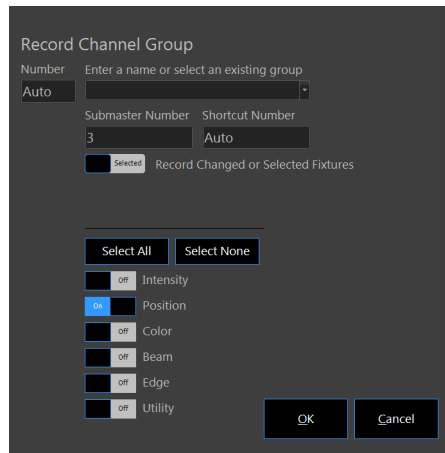 Record Channel Group
Number Enter a name or select an existing group
Auto
Submaster Number Shortcut Number
3 Auto
Selected Record Changed or Selected Fixtures
Select All Select None
Off Intensity
On Position
Off Color
Off Beam
Off Edge
Off Utility
OK Cancel